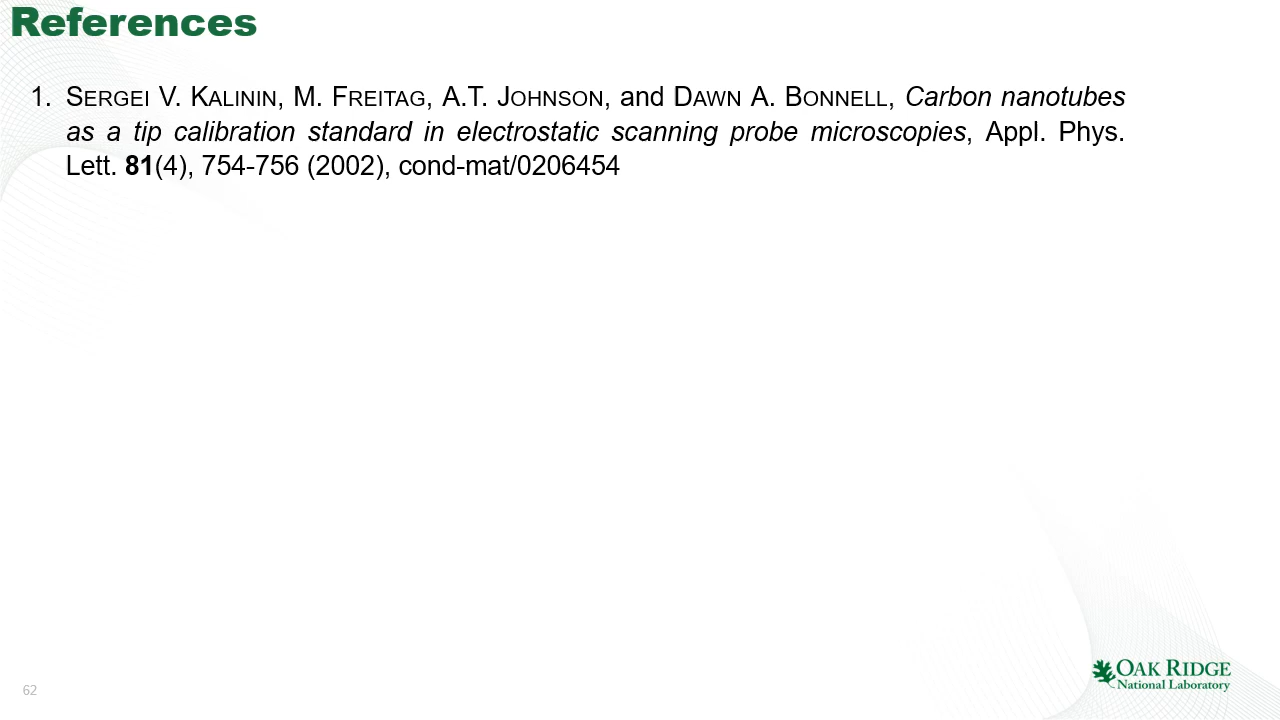 References
1. SERGEI V. KALININ, M. FREITAG, A.T. JOHNSON, and DAWN A. BONNELL, Carbon nanotubes
as a tip calibration standard in electrostatic scanning probe microscopies, Appl. Phys.
Lett. 81(4), 754-756 (2002), cond-mat/0206454
62
OAK RIDGE
National Laboratory